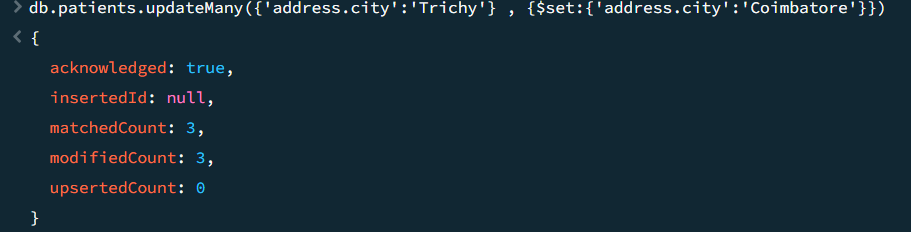 > db.patients.updateMany({'address.city':'Trichy'} , {$set:{'address.city':'Coimbatore'}})
< {
acknowledged: true,
insertedId: null,
matchedCount: 3,
modifiedCount: 3,
upsertedCount: 0
}